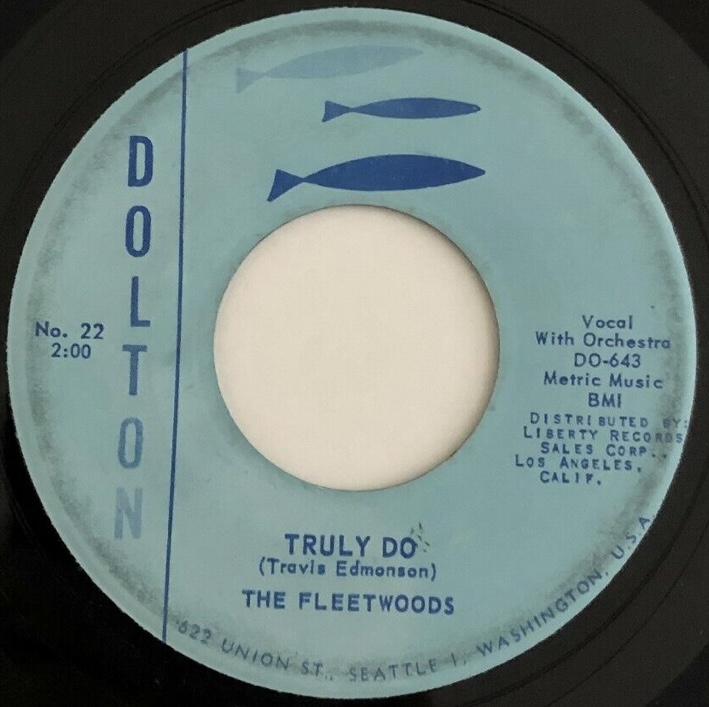 DOLTON
No. 22
2:00
Vocal
With Orchestra
DO-643
Metric Music
BMI
DISTRIBUTED BY:
LIBERTY RECORDS
SALES CORP.,
LOS ANGELES,
CALIF.
TRULY DO
(Travis Edmonson)
THE FLEETWOODS
622 UNION ST., SEATTLE 1, WASHINGTON, U.S.A.